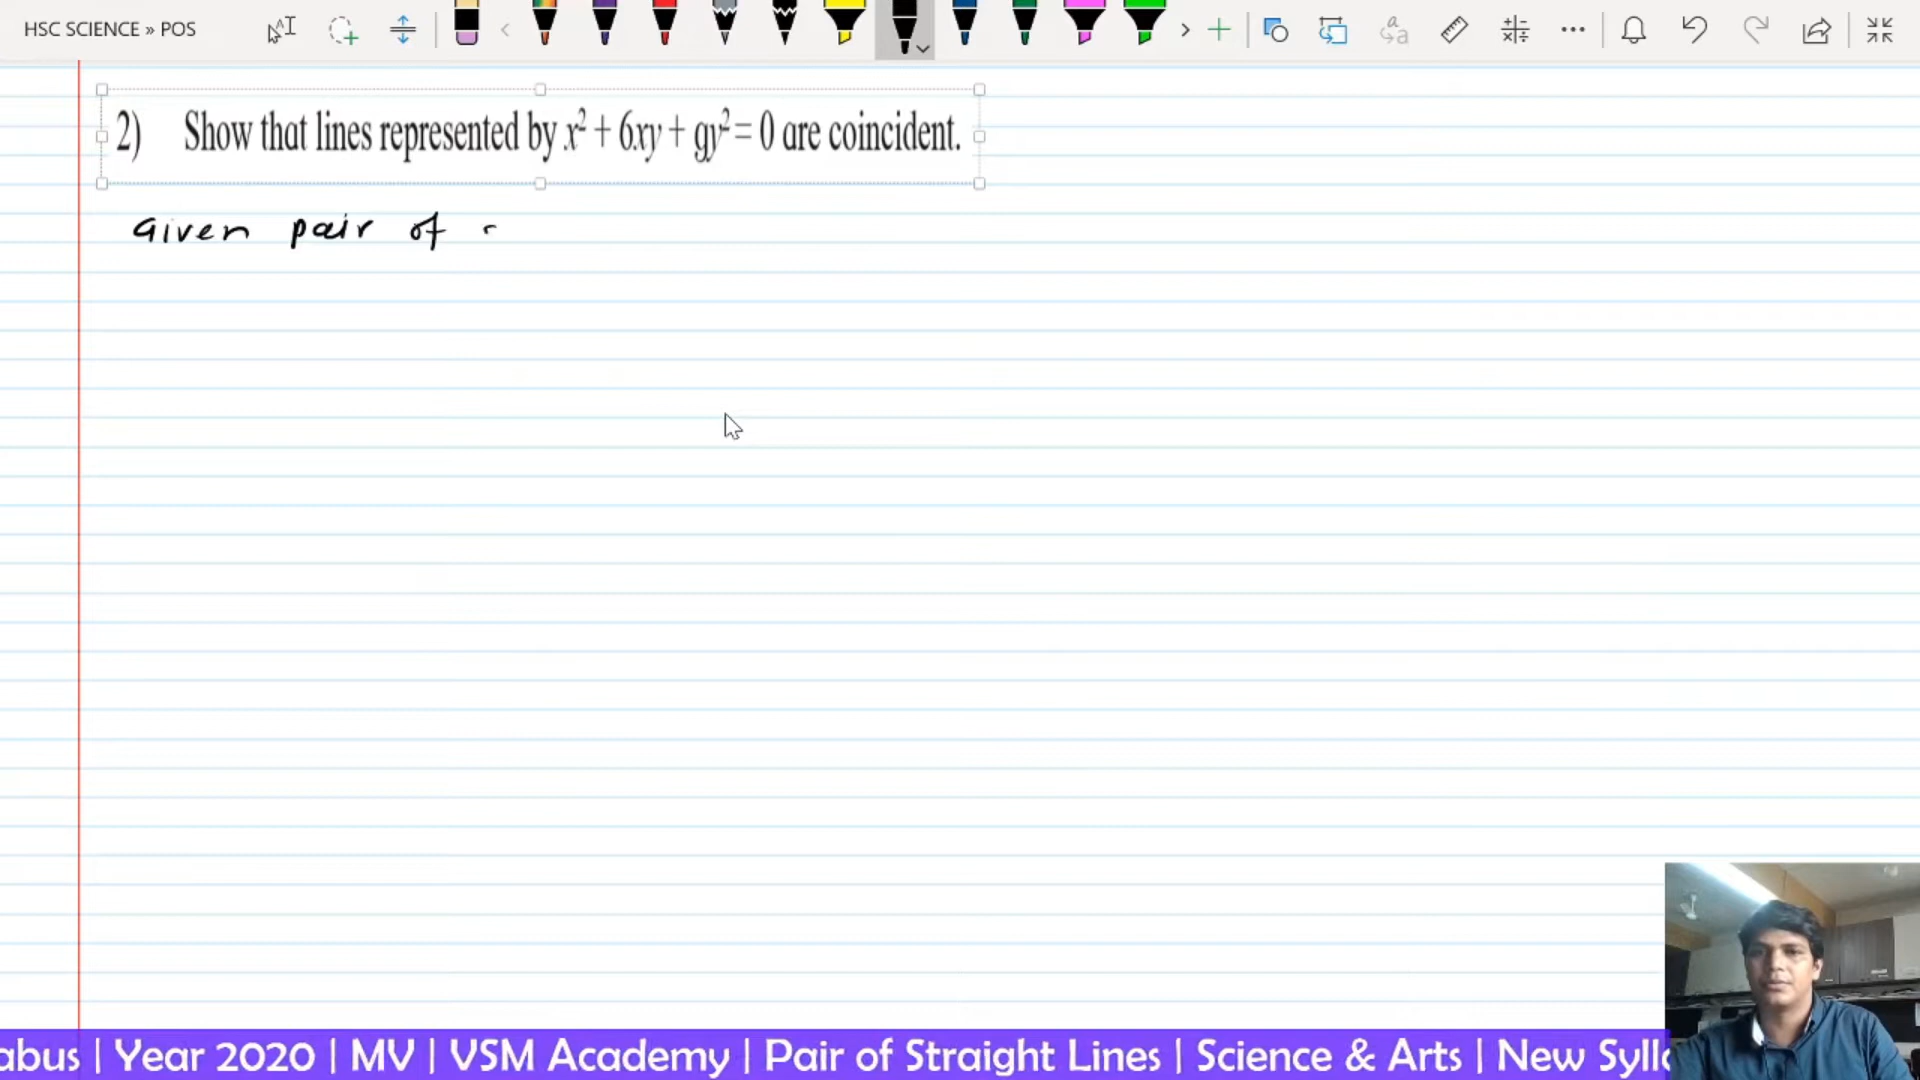 HSC SCIENCE » POS
2) Show that lines represented by x² + 6xy + gy² = 0 are coincident.
Given pair of
abus | Year 2020 | MV | VSM Academy | Pair of Straight Lines | Science & Arts | New Sylla